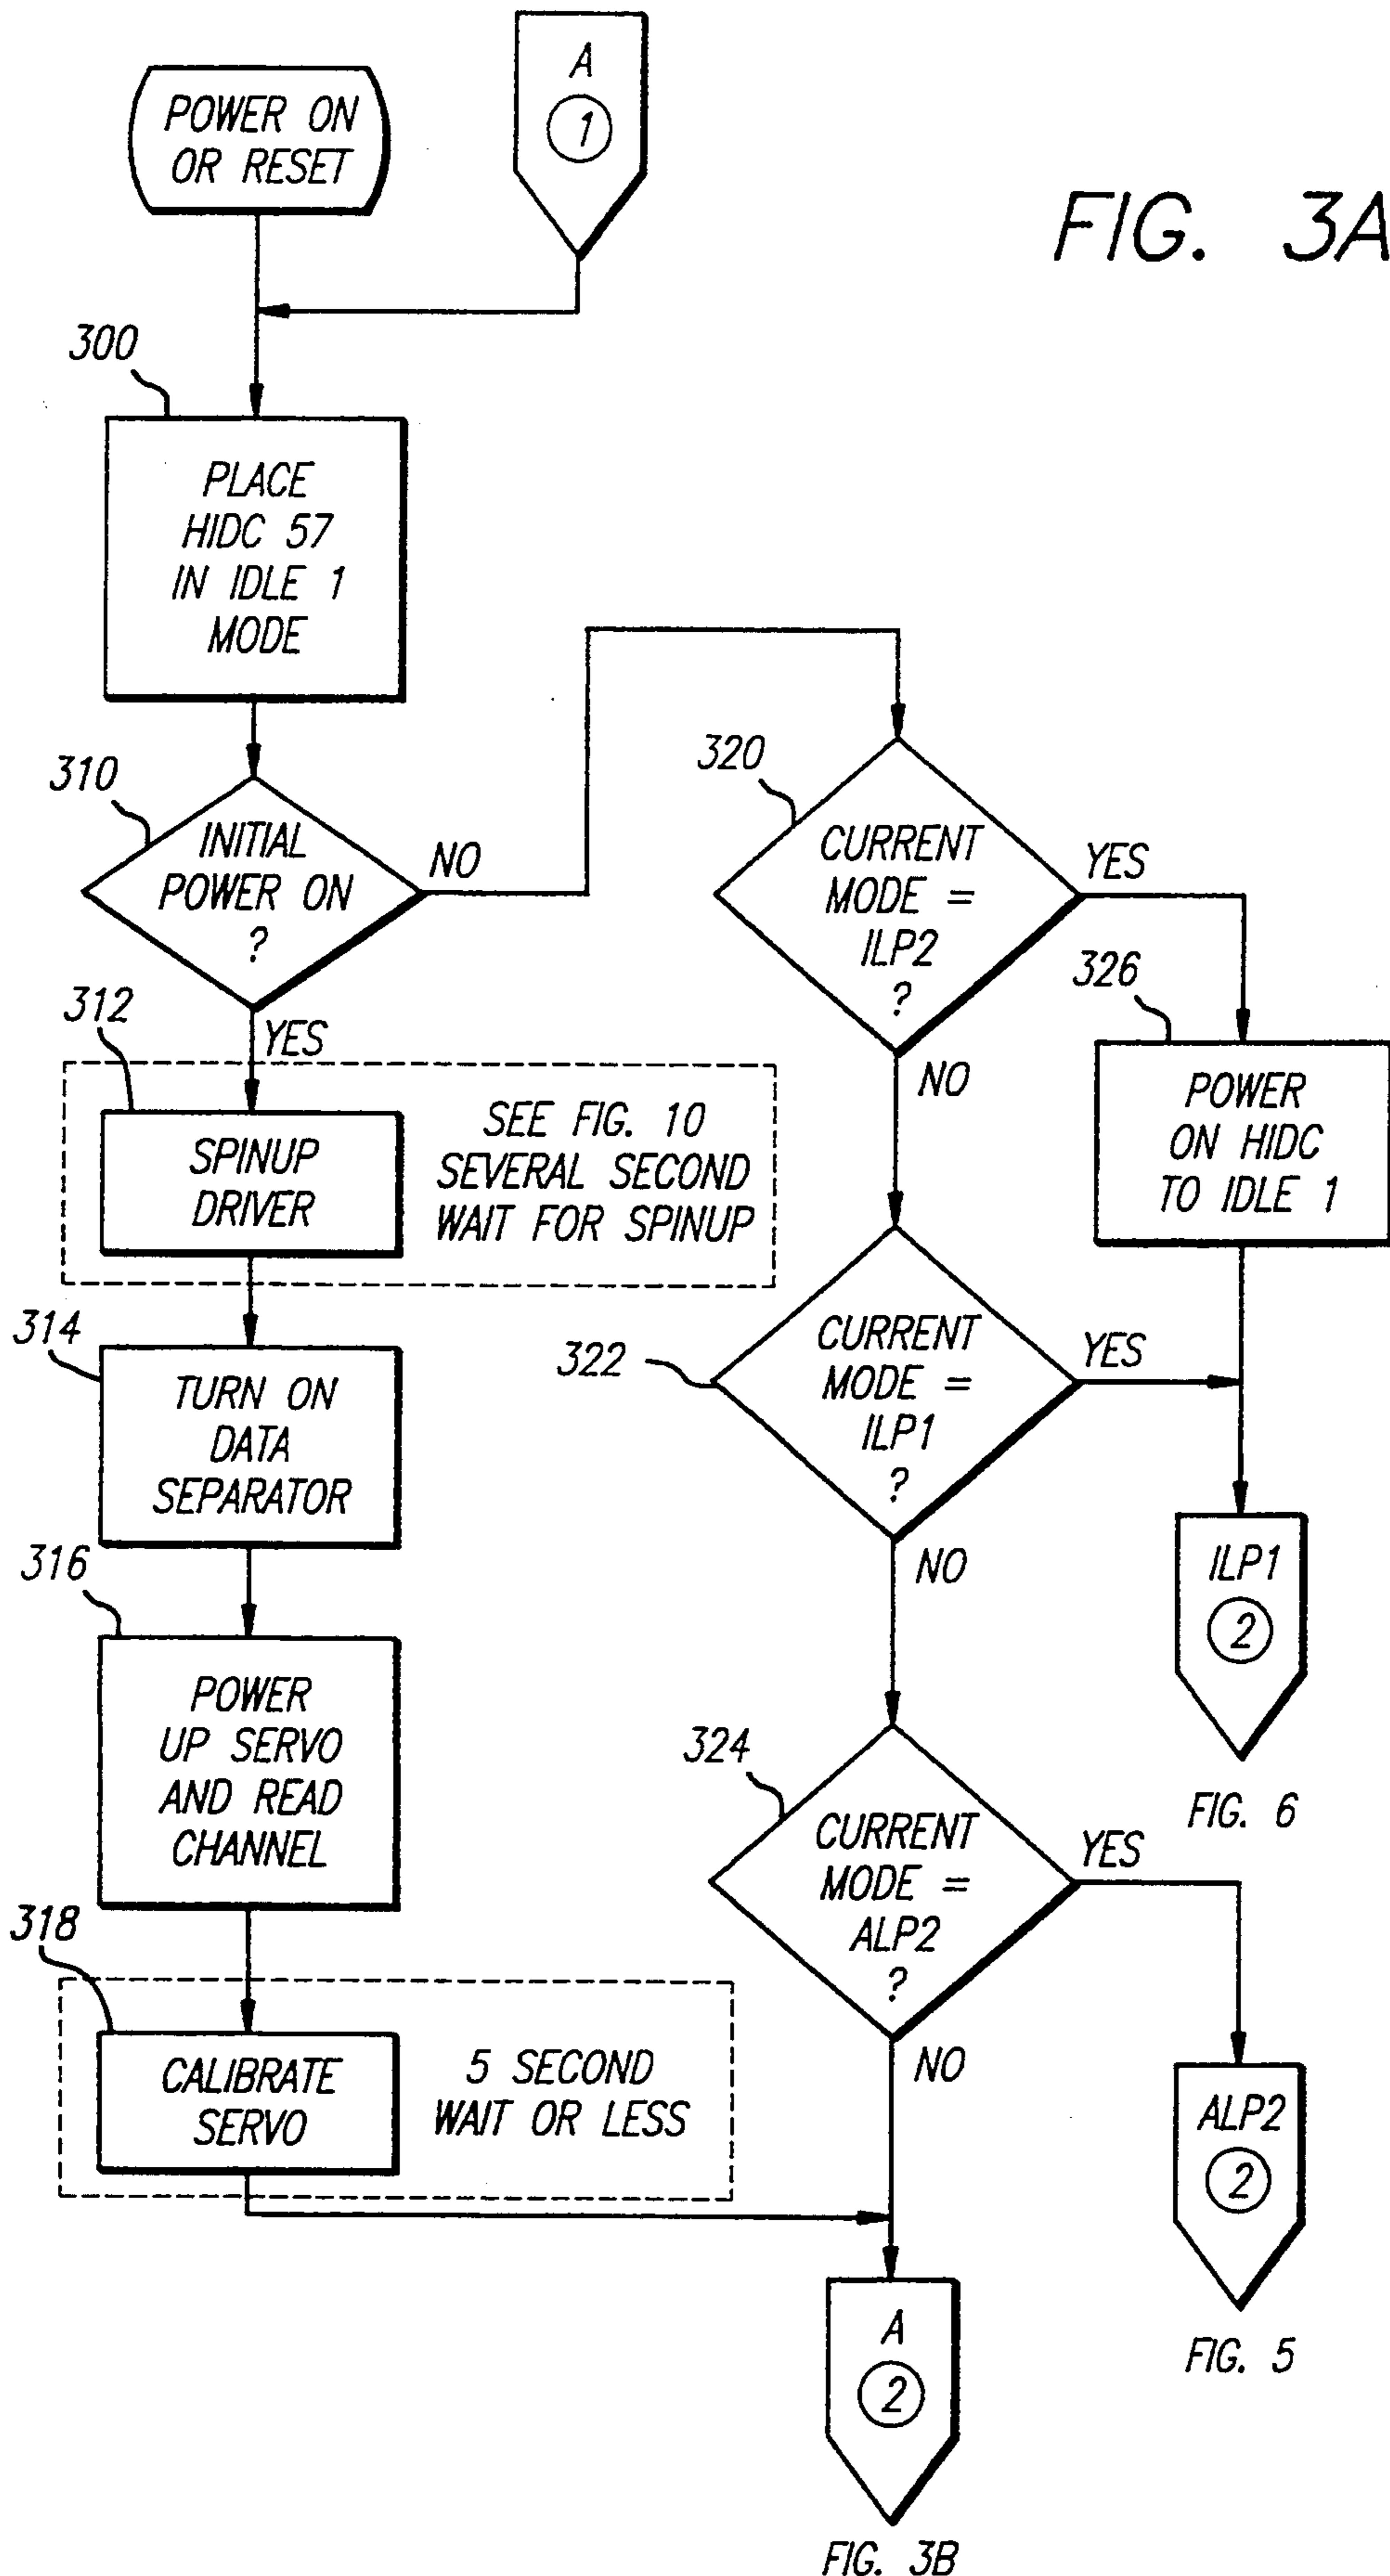 POWER ON
OR RESET
A
1
FIG. 3A
300
PLACE
HIDC 57
IN IDLE 1
MODE
310
INITIAL
POWER ON
?
NO
YES
320
CURRENT
MODE =
ILP2
?
YES
NO
326
POWER
ON HIDC
TO IDLE 1
312
SPINUP
DRIVER
SEE FIG. 10
SEVERAL SECOND
WAIT FOR SPINUP
314
TURN ON
DATA
SEPARATOR
322
CURRENT
MODE =
ILP1
?
YES
NO
ILP1
2
FIG. 6
316
POWER
UP SERVO
AND READ
CHANNEL
324
CURRENT
MODE =
ALP2
?
YES
NO
318
CALIBRATE
SERVO
5 SECOND
WAIT OR LESS
ALP2
2
FIG. 5
A
2
FIG. 3B